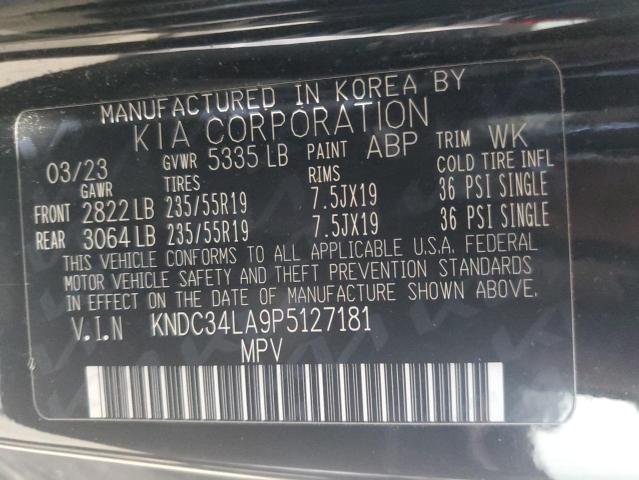 MANUFACTURED IN KOREA BY
KIA CORPORATION
03/23 GVWR 5335 LB PAINT ABP TRIM WK
GAWR TIRES RIMS COLD TIRE INFL
FRONT 2822 LB 235/55R19 7.5JX19 36 PSI SINGLE
REAR 3064 LB 235/55R19 7.5JX19 36 PSI SINGLE
THIS VEHICLE CONFORMS TO ALL APPLICABLE U.S.A. FEDERAL
MOTOR VEHICLE SAFETY AND THEFT PREVENTION STANDARDS
IN EFFECT ON THE DATE OF MANUFACTURE SHOWN ABOVE.
V.I.N KNDC34LA9P5127181
MPV